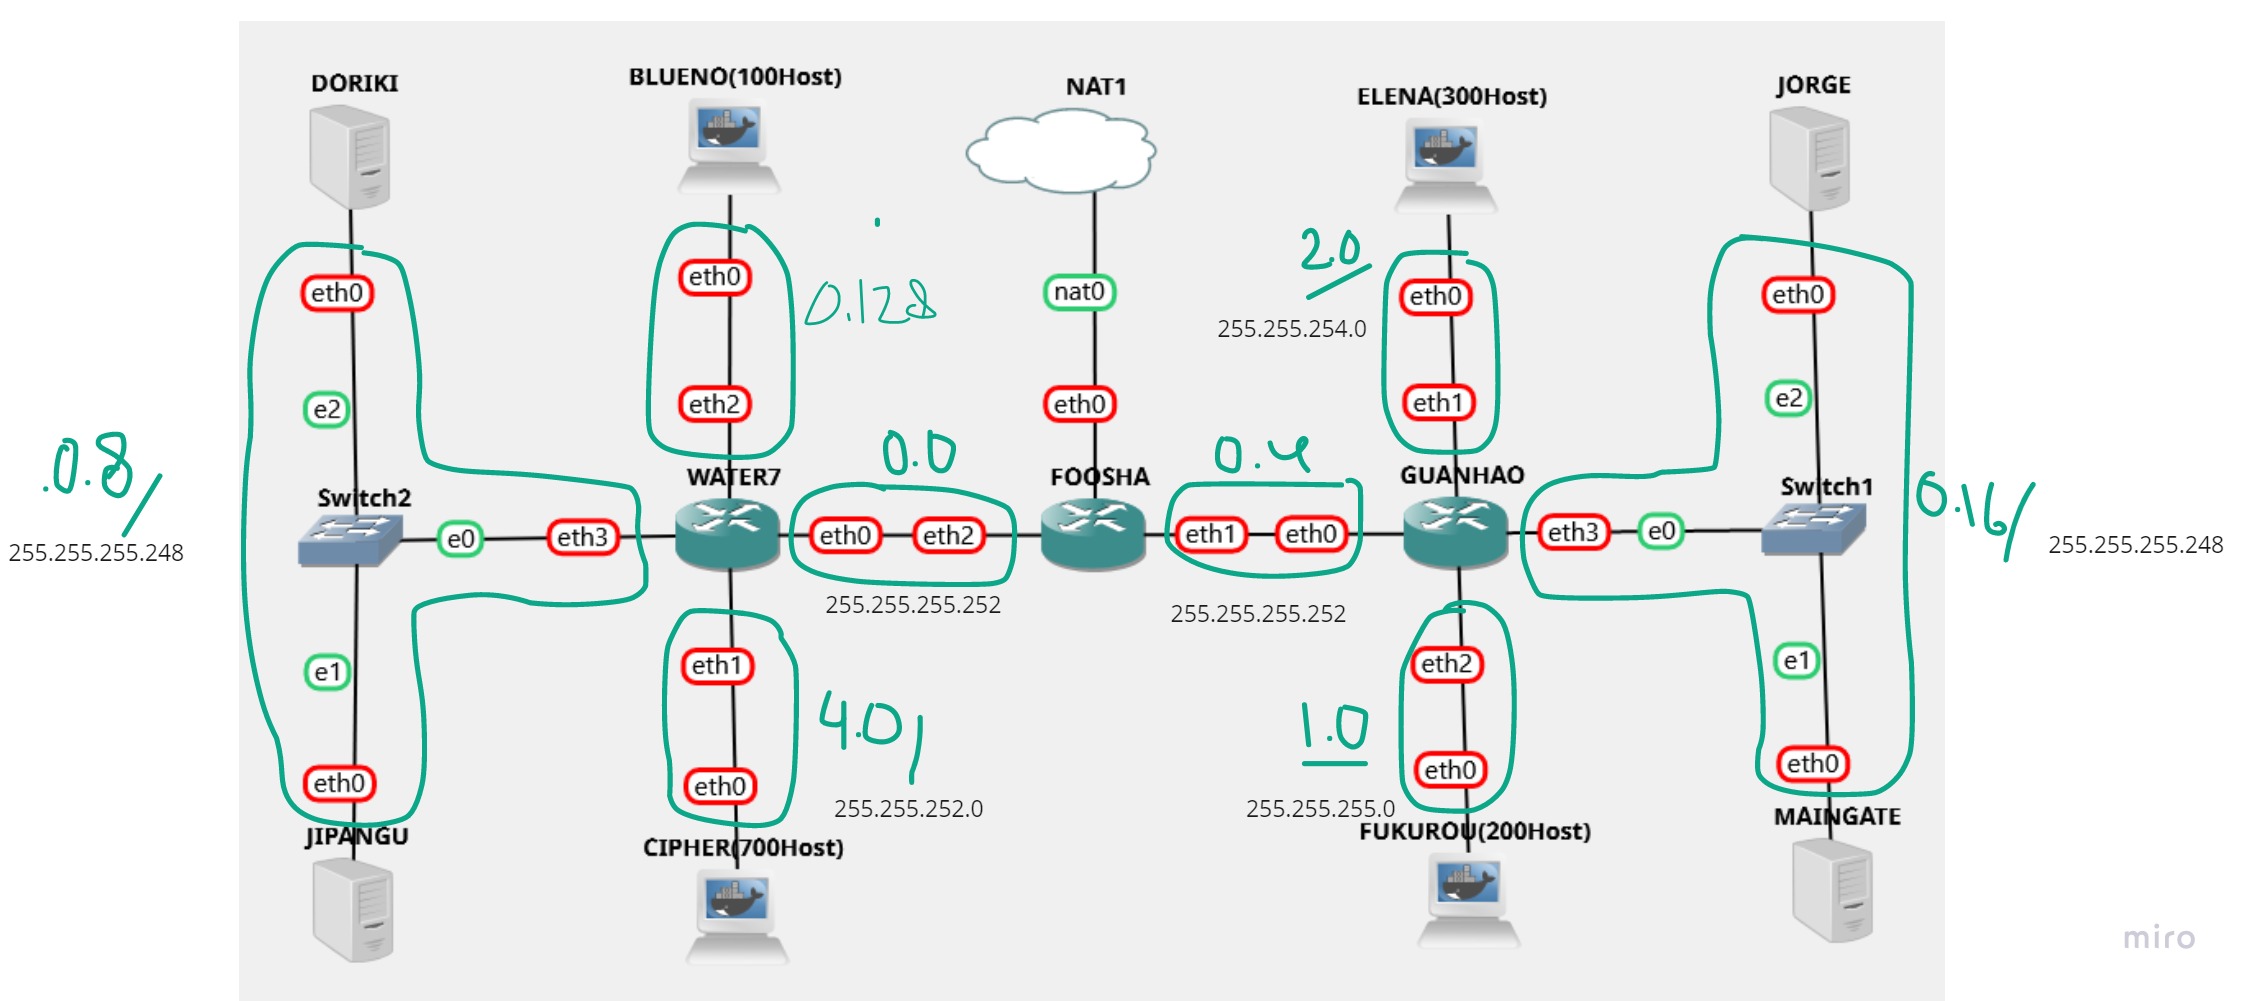 DORIKI
BLUENO(100Host)
NAT1
ELENA(300Host)
JORGE
eth0
eth0
0.128
nat0
2.0
eth0
eth0
255.255.254.0
e2
eth2
eth0
eth1
e2
.0.8/
0.0
0.4
0.16/
Switch2
WATER7
FOOSHA
GUANHAO
Switch1
255.255.255.248
e0
eth3
eth0
eth2
eth1
eth0
eth3
e0
255.255.255.248
255.255.255.252
255.255.255.252
e1
eth1
eth2
e1
4.0/
1.0
eth0
eth0
eth0
eth0
255.255.252.0
255.255.255.0
JIPANGU
CIPHER(700Host)
FUKUROU(200Host)
MAINGATE
miro